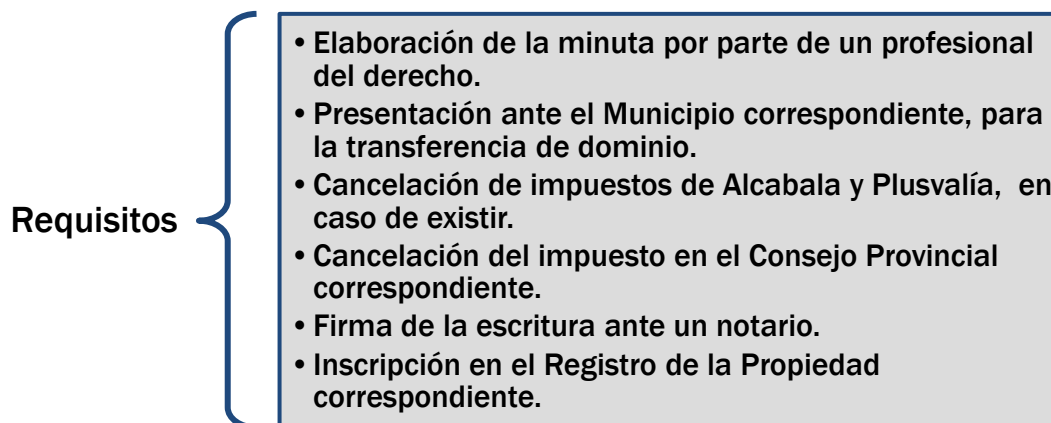 Requisitos
• Elaboración de la minuta por parte de un profesional
del derecho.
• Presentación ante el Municipio correspondiente, para
la transferencia de dominio.
• Cancelación de impuestos de Alcabala y Plusvalía, en
caso de existir.
• Cancelación del impuesto en el Consejo Provincial
correspondiente.
• Firma de la escritura ante un notario.
• Inscripción en el Registro de la Propiedad
correspondiente.